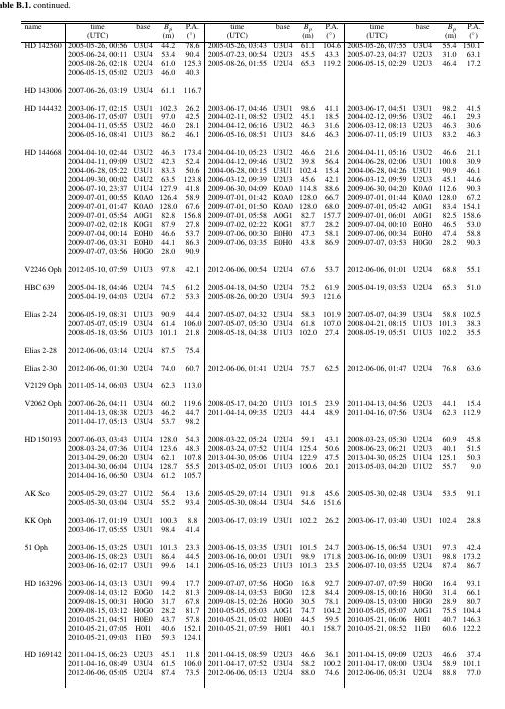 able B.1. continued.
name time base Bp P.A. time base Bp P.A. time base Bp P.A.
(UTC) (m) (°) (UTC) (m) (°) (UTC) (m) (°)
HD 142560 2005-05-26, 00:56 U3U4 44.2 78.6 2005-05-26, 03:43 U3U4 61.1 104.6 2005-05-26, 07:55 U3U4 55.4 150.1
2005-06-24, 00:11 U3U4 53.4 90.4 2005-07-23, 00:54 U2U3 45.5 43.3 2005-07-23, 04:37 U2U3 31.0 63.1
2005-08-26, 02:18 U2U4 61.0 125.3 2005-08-26, 01:55 U2U4 65.3 119.2 2006-05-15, 02:29 U2U3 46.4 17.2
2006-05-15, 05:02 U2U3 46.0 40.3
HD 143006 2007-06-26, 03:19 U3U4 61.1 116.7
HD 144432 2003-06-17, 02:15 U3U1 102.3 26.2 2003-06-17, 04:46 U3U1 98.6 41.1 2003-06-17, 04:51 U3U1 98.2 41.5
2003-06-17, 05:07 U3U1 97.0 42.5 2004-02-11, 08:52 U2U3 45.1 18.5 2004-02-12, 09:56 U2U3 46.1 29.3
2004-04-11, 05:55 U2U3 46.0 28.1 2004-04-12, 06:16 U2U3 46.3 31.6 2006-03-12, 08:13 U2U3 46.3 30.6
2006-05-16, 08:41 U1U3 86.2 46.1 2006-05-16, 08:51 U1U3 84.6 46.3 2006-07-11, 05:19 U1U3 83.2 46.3
HD 144668 2004-04-10, 02:44 U2U3 46.3 173.4 2004-04-10, 05:23 U2U3 46.6 21.6 2004-04-11, 05:16 U2U3 46.6 21.1
2004-04-11, 09:09 U2U3 42.3 52.4 2004-04-12, 09:46 U2U3 39.8 56.4 2004-06-28, 02:06 U3U1 100.8 30.9
2004-06-28, 05:22 U3U1 83.3 50.6 2004-06-28, 00:15 U3U1 102.4 15.4 2004-07-28, 04:26 U3U1 90.9 46.1
2004-09-30, 00:02 U4U2 63.5 123.8 2006-03-12, 09:39 U2U3 45.6 42.1 2006-03-12, 09:59 U2U3 45.1 44.6
2006-07-10, 23:37 U1U4 127.9 41.8 2009-06-30, 04:09 K0A0 114.8 88.6 2009-06-30, 04:20 K0A0 112.6 90.3
2009-07-01, 00:55 K0A0 126.4 58.9 2009-07-01, 01:42 K0A0 128.0 66.7 2009-07-01, 01:44 K0A0 128.0 67.2
2009-07-01, 01:47 K0A0 128.0 67.6 2009-07-01, 01:50 K0A0 128.0 68.0 2009-07-01, 05:42 A0G1 83.4 154.1
2009-07-01, 05:54 A0G1 82.8 156.8 2009-07-01, 05:58 A0G1 82.7 157.7 2009-07-01, 06:01 A0G1 82.5 158.6
2009-07-02, 02:18 K0G1 87.9 27.8 2009-07-02, 02:22 K0G1 87.7 28.2 2009-07-04, 00:10 E0H0 46.5 53.0
2009-07-04, 00:14 E0H0 46.6 53.7 2009-07-06, 00:30 E0H0 47.3 58.1 2009-07-06, 00:34 E0H0 47.4 58.8
2009-07-06, 03:31 E0H0 44.1 86.3 2009-07-06, 03:35 E0H0 43.8 86.9 2009-07-07, 03:53 H0G0 28.2 90.3
2009-07-07, 03:56 H0G0 28.0 90.9
V2246 Oph 2012-05-10, 07:59 U1U3 97.8 42.1 2012-06-06, 00:54 U2U4 67.6 53.7 2012-06-06, 01:01 U2U4 68.8 55.1
HBC 639 2005-04-18, 04:46 U2U4 74.5 61.2 2005-04-18, 04:50 U2U4 75.2 61.9 2005-04-19, 03:53 U2U4 65.3 51.0
2005-04-19, 04:03 U2U4 67.2 53.3 2005-08-26, 00:20 U3U4 59.3 121.6
Elias 2-24 2006-05-19, 08:31 U1U3 90.9 44.4 2007-05-07, 04:32 U3U4 58.3 101.9 2007-05-07, 04:39 U3U4 58.8 102.5
2007-05-07, 05:19 U3U4 61.4 106.0 2007-05-07, 05:30 U3U4 61.8 107.0 2008-04-21, 08:15 U1U3 101.3 38.3
2008-05-18, 03:56 U1U3 101.1 21.8 2008-05-18, 04:38 U1U3 102.0 27.4 2008-05-19, 05:51 U1U3 102.2 35.5
Elias 2-28 2012-06-06, 03:14 U2U4 87.5 75.4
Elias 2-30 2012-06-06, 01:30 U2U4 74.0 60.7 2012-06-06, 01:41 U2U4 75.7 62.5 2012-06-06, 01:47 U2U4 76.8 63.6
V2129 Oph 2011-05-14, 06:03 U3U4 62.3 113.0
V2062 Oph 2007-06-26, 04:11 U3U4 60.2 119.6 2008-05-17, 04:20 U1U3 101.5 23.9 2011-04-13, 04:56 U2U3 44.1 15.4
2011-04-13, 08:38 U2U3 46.2 44.7 2011-04-14, 09:35 U2U3 44.4 48.9 2011-04-16, 07:56 U3U4 62.3 112.9
2011-04-17, 05:13 U3U4 53.7 98.2
HD 150193 2007-06-03, 03:43 U1U4 128.0 54.3 2008-03-22, 05:24 U2U4 59.1 43.1 2008-03-23, 05:30 U2U4 60.9 45.8
2008-03-24, 07:36 U1U4 123.6 48.3 2008-03-24, 07:52 U1U4 125.4 50.6 2008-06-23, 06:21 U2U3 40.1 51.5
2013-04-29, 06:20 U3U4 62.1 107.8 2013-04-30, 05:06 U1U4 122.9 47.5 2013-04-30, 05:25 U1U4 125.1 50.3
2013-04-30, 06:04 U1U4 128.7 55.5 2013-05-02, 05:01 U1U3 100.6 20.1 2013-05-03, 04:20 U1U2 55.7 9.0
2014-04-16, 06:50 U3U4 61.2 105.7
AK Sco 2005-05-29, 03:27 U1U2 56.4 13.6 2005-05-29, 07:14 U3U1 91.8 45.6 2005-05-30, 02:48 U3U4 53.5 91.1
2005-05-30, 03:04 U3U4 55.2 93.4 2005-05-30, 08:44 U3U4 54.6 151.6
KK Oph 2003-06-17, 01:19 U3U1 100.3 8.8 2003-06-17, 03:19 U3U1 102.2 26.2 2003-06-17, 03:40 U3U1 102.4 28.8
2003-06-17, 05:55 U3U1 98.4 41.4
51 Oph 2003-06-15, 03:25 U3U1 101.3 23.3 2003-06-15, 03:35 U3U1 101.5 24.7 2003-06-15, 06:54 U3U1 97.3 42.4
2003-06-15, 08:23 U3U1 86.4 44.5 2003-06-16, 00:01 U3U1 98.9 171.8 2003-06-16, 00:09 U3U1 98.8 173.2
2003-06-16, 02:17 U3U1 99.6 14.1 2006-05-16, 05:23 U1U3 101.3 23.5 2006-07-10, 03:55 U2U4 87.4 86.7
HD 163296 2003-06-14, 03:13 U3U1 99.4 17.7 2009-07-07, 07:56 H0G0 16.8 92.7 2009-07-07, 07:59 H0G0 16.4 93.1
2009-08-14, 03:12 E0G0 14.2 81.3 2009-08-14, 03:53 E0G0 12.8 84.4 2009-08-15, 00:16 H0G0 31.4 66.1
2009-08-15, 00:31 H0G0 31.7 67.8 2009-08-15, 02:26 H0G0 30.5 78.1 2009-08-15, 03:00 H0G0 28.9 80.7
2009-08-15, 03:12 H0G0 28.2 81.7 2010-05-05, 05:03 A0G1 74.7 104.2 2010-05-05, 05:07 A0G1 75.5 104.4
2010-05-21, 04:51 H0E0 43.7 57.8 2010-05-21, 05:02 H0E0 44.5 59.5 2010-05-21, 06:06 H0I1 40.7 146.3
2010-05-21, 07:05 H0I1 40.6 152.1 2010-05-21, 07:59 H0I1 40.1 158.7 2010-05-21, 08:52 I1E0 60.6 122.2
2010-05-21, 09:03 I1E0 59.3 124.1
HD 169142 2011-04-15, 06:23 U2U3 45.1 11.8 2011-04-15, 08:59 U2U3 46.6 36.1 2011-04-15, 09:09 U2U3 46.6 37.4
2011-04-16, 08:49 U3U4 61.5 106.0 2011-04-17, 07:52 U3U4 58.2 100.2 2011-04-17, 08:00 U3U4 58.9 101.1
2012-06-06, 05:05 U2U4 87.4 73.5 2012-06-06, 05:13 U2U4 88.0 74.6 2012-06-06, 05:31 U2U4 88.8 77.0